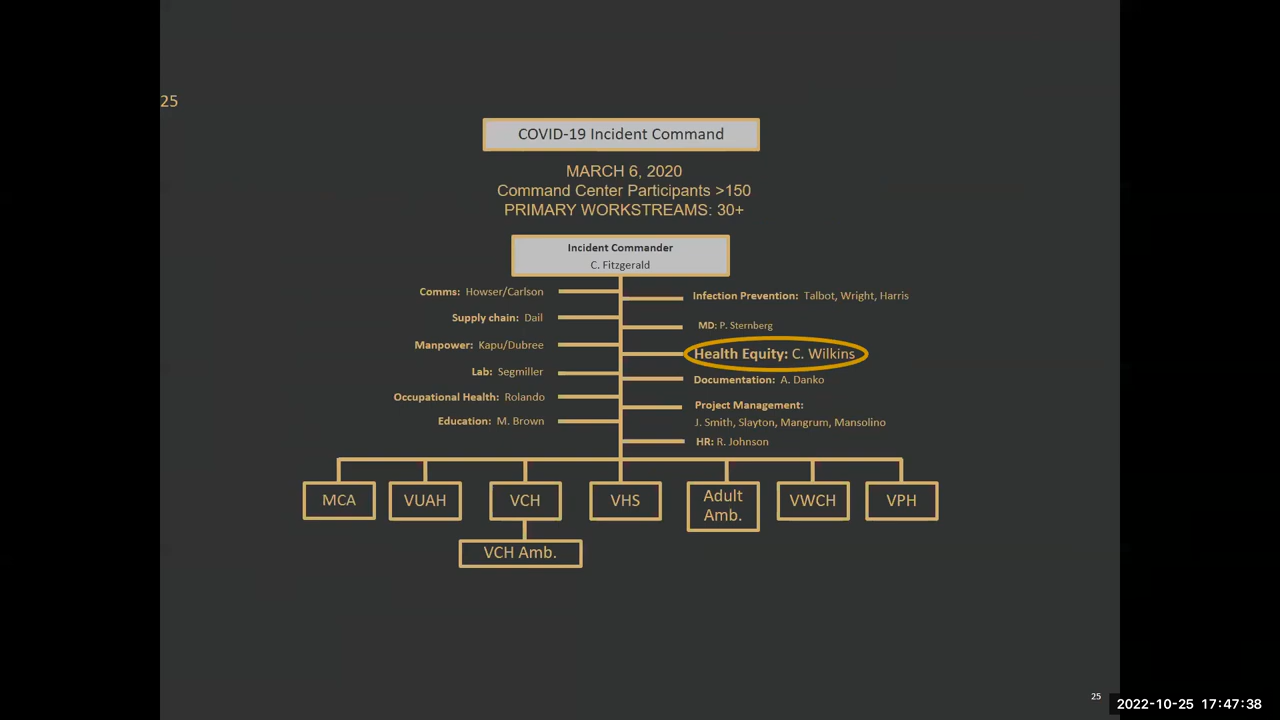 25
COVID-19 Incident Command
MARCH 6, 2020
Command Center Participants >150
PRIMARY WORKSTREAMS: 30+
Incident Commander
C. Fitzgerald
Comms: Howser/Carlson
Infection Prevention: Talbot, Wright, Harris
Supply chain: Dail
MD: P. Sternberg
Manpower: Kapu/Dubree
Health Equity: C. Wilkins
Lab: Segmiller
Documentation: A. Danko
Occupational Health: Rolando
Project Management:
J. Smith, Slayton, Mangrum, Mansolino
Education: M. Brown
HR: R. Johnson
MCA
VUAH
VCH
VHS
Adult
Amb.
VWCH
VPH
VCH Amb.
25
2022-10-25 17:47:38